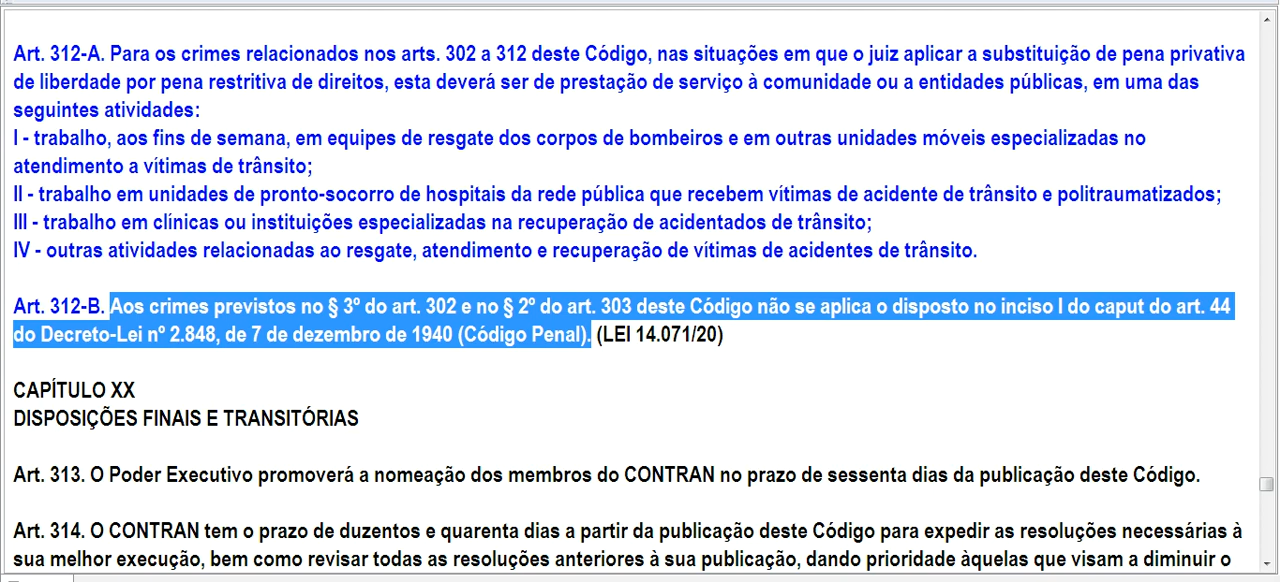 Art. 312-A. Para os crimes relacionados nos arts. 302 a 312 deste Código, nas situações em que o juiz aplicar a substituição de pena privativa
de liberdade por pena restritiva de direitos, esta deverá ser de prestação de serviço à comunidade ou a entidades públicas, em uma das
seguintes atividades:
I - trabalho, aos fins de semana, em equipes de resgate dos corpos de bombeiros e em outras unidades móveis especializadas no
atendimento a vítimas de trânsito;
II - trabalho em unidades de pronto-socorro de hospitais da rede pública que recebem vítimas de acidente de trânsito e politraumatizados;
III - trabalho em clínicas ou instituições especializadas na recuperação de acidentados de trânsito;
IV - outras atividades relacionadas ao resgate, atendimento e recuperação de vítimas de acidentes de trânsito.
Art. 312-B. Aos crimes previstos no § 3º do art. 302 e no § 2º do art. 303 deste Código não se aplica o disposto no inciso I do caput do art. 44
do Decreto-Lei nº 2.848, de 7 de dezembro de 1940 (Código Penal). (LEI 14.071/20)
CAPÍTULO XX
DISPOSIÇÕES FINAIS E TRANSITÓRIAS
Art. 313. O Poder Executivo promoverá a nomeação dos membros do CONTRAN no prazo de sessenta dias da publicação deste Código.
Art. 314. O CONTRAN tem o prazo de duzentos e quarenta dias a partir da publicação deste Código para expedir as resoluções necessárias à
sua melhor execução, bem como revisar todas as resoluções anteriores à sua publicação, dando prioridade àquelas que visam a diminuir o